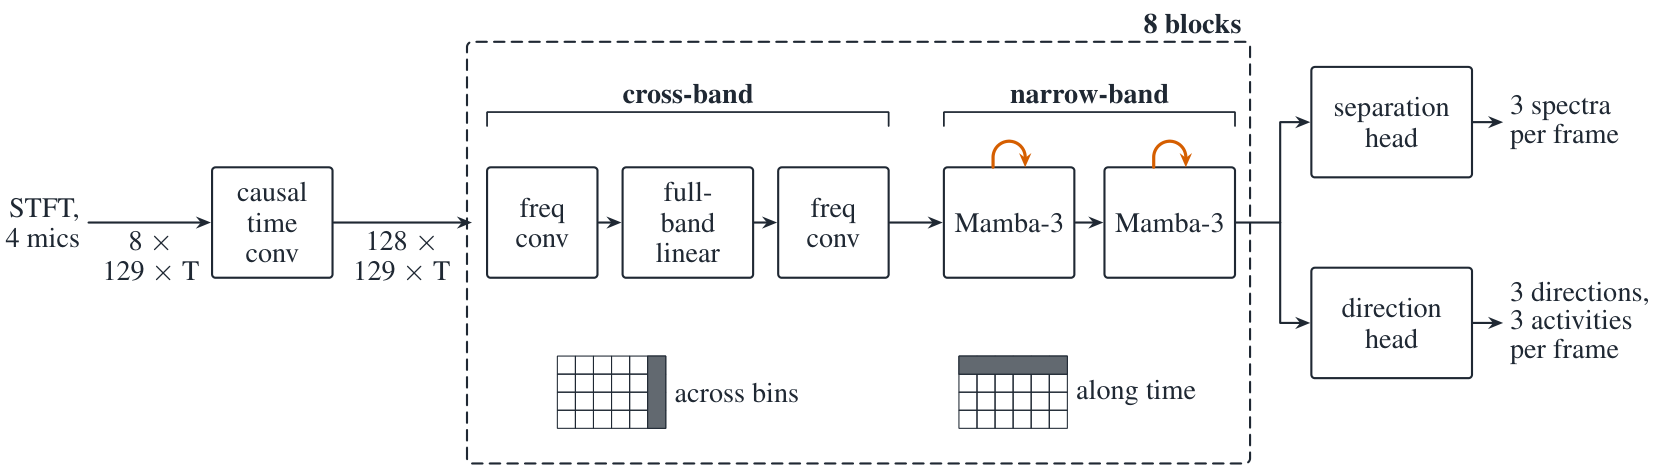 8 blocks
cross-band
narrow-band
STFT,
4 mics
8 ×
129 × T
causal
time
conv
128 ×
129 × T
freq
conv
full-
band
linear
freq
conv
Mamba-3
Mamba-3
separation
head
3 spectra
per frame
direction
head
3 directions,
3 activities
per frame
across bins
along time